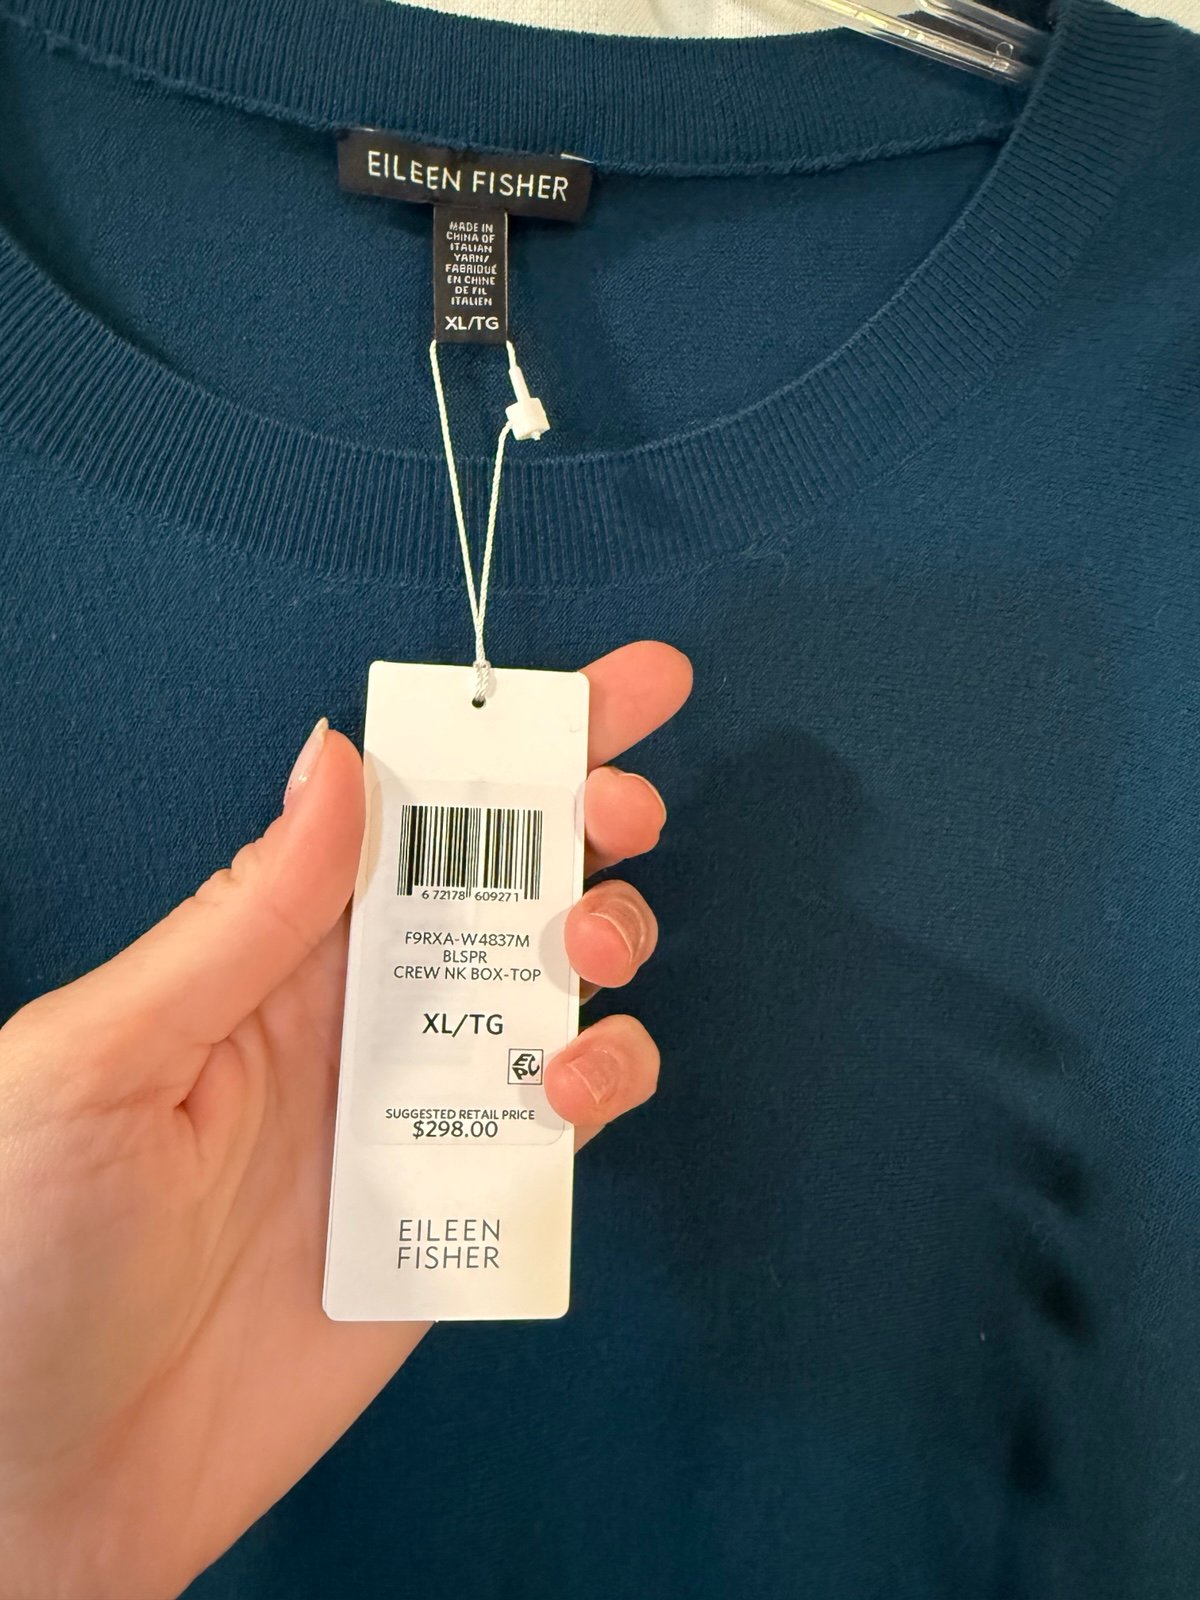 EILEEN FISHER
MADE IN
CHINA OF
ITALIAN
YARN/
FABRIQUÉ
EN CHINE
DE FIL
ITALIEN
XL/TG
6 72178 609271
F9RXA-W4837M
BLSPR
CREW NK BOX-TOP
XL/TG
EPC
SUGGESTED RETAIL PRICE
$298.00
EILEEN
FISHER